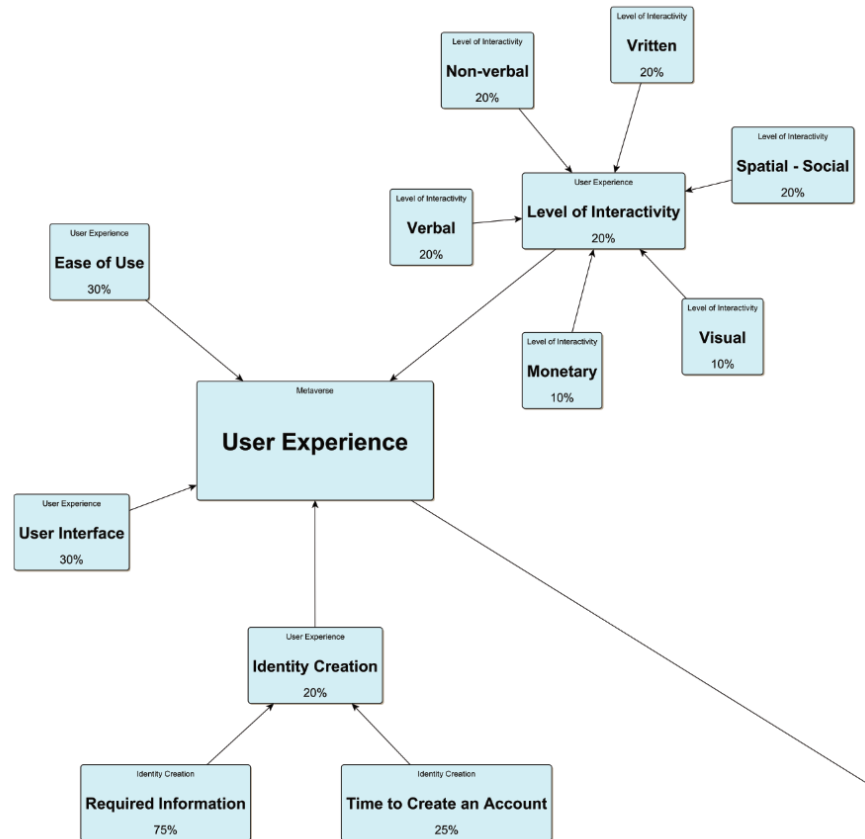 Level of Interactivity
Vritten
20%
Level of Interactivity
Non-verbal
20%
Level of Interactivity
Spatial - Social
20%
User Experience
Level of Interactivity
20%
Level of Interactivity
Verbal
20%
User Experience
Ease of Use
30%
Level of Interactivity
Visual
10%
Level of Interactivity
Monetary
10%
Metaverse
User Experience
User Experience
User Interface
30%
User Experience
Identity Creation
20%
Identity Creation
Required Information
75%
Identity Creation
Time to Create an Account
25%